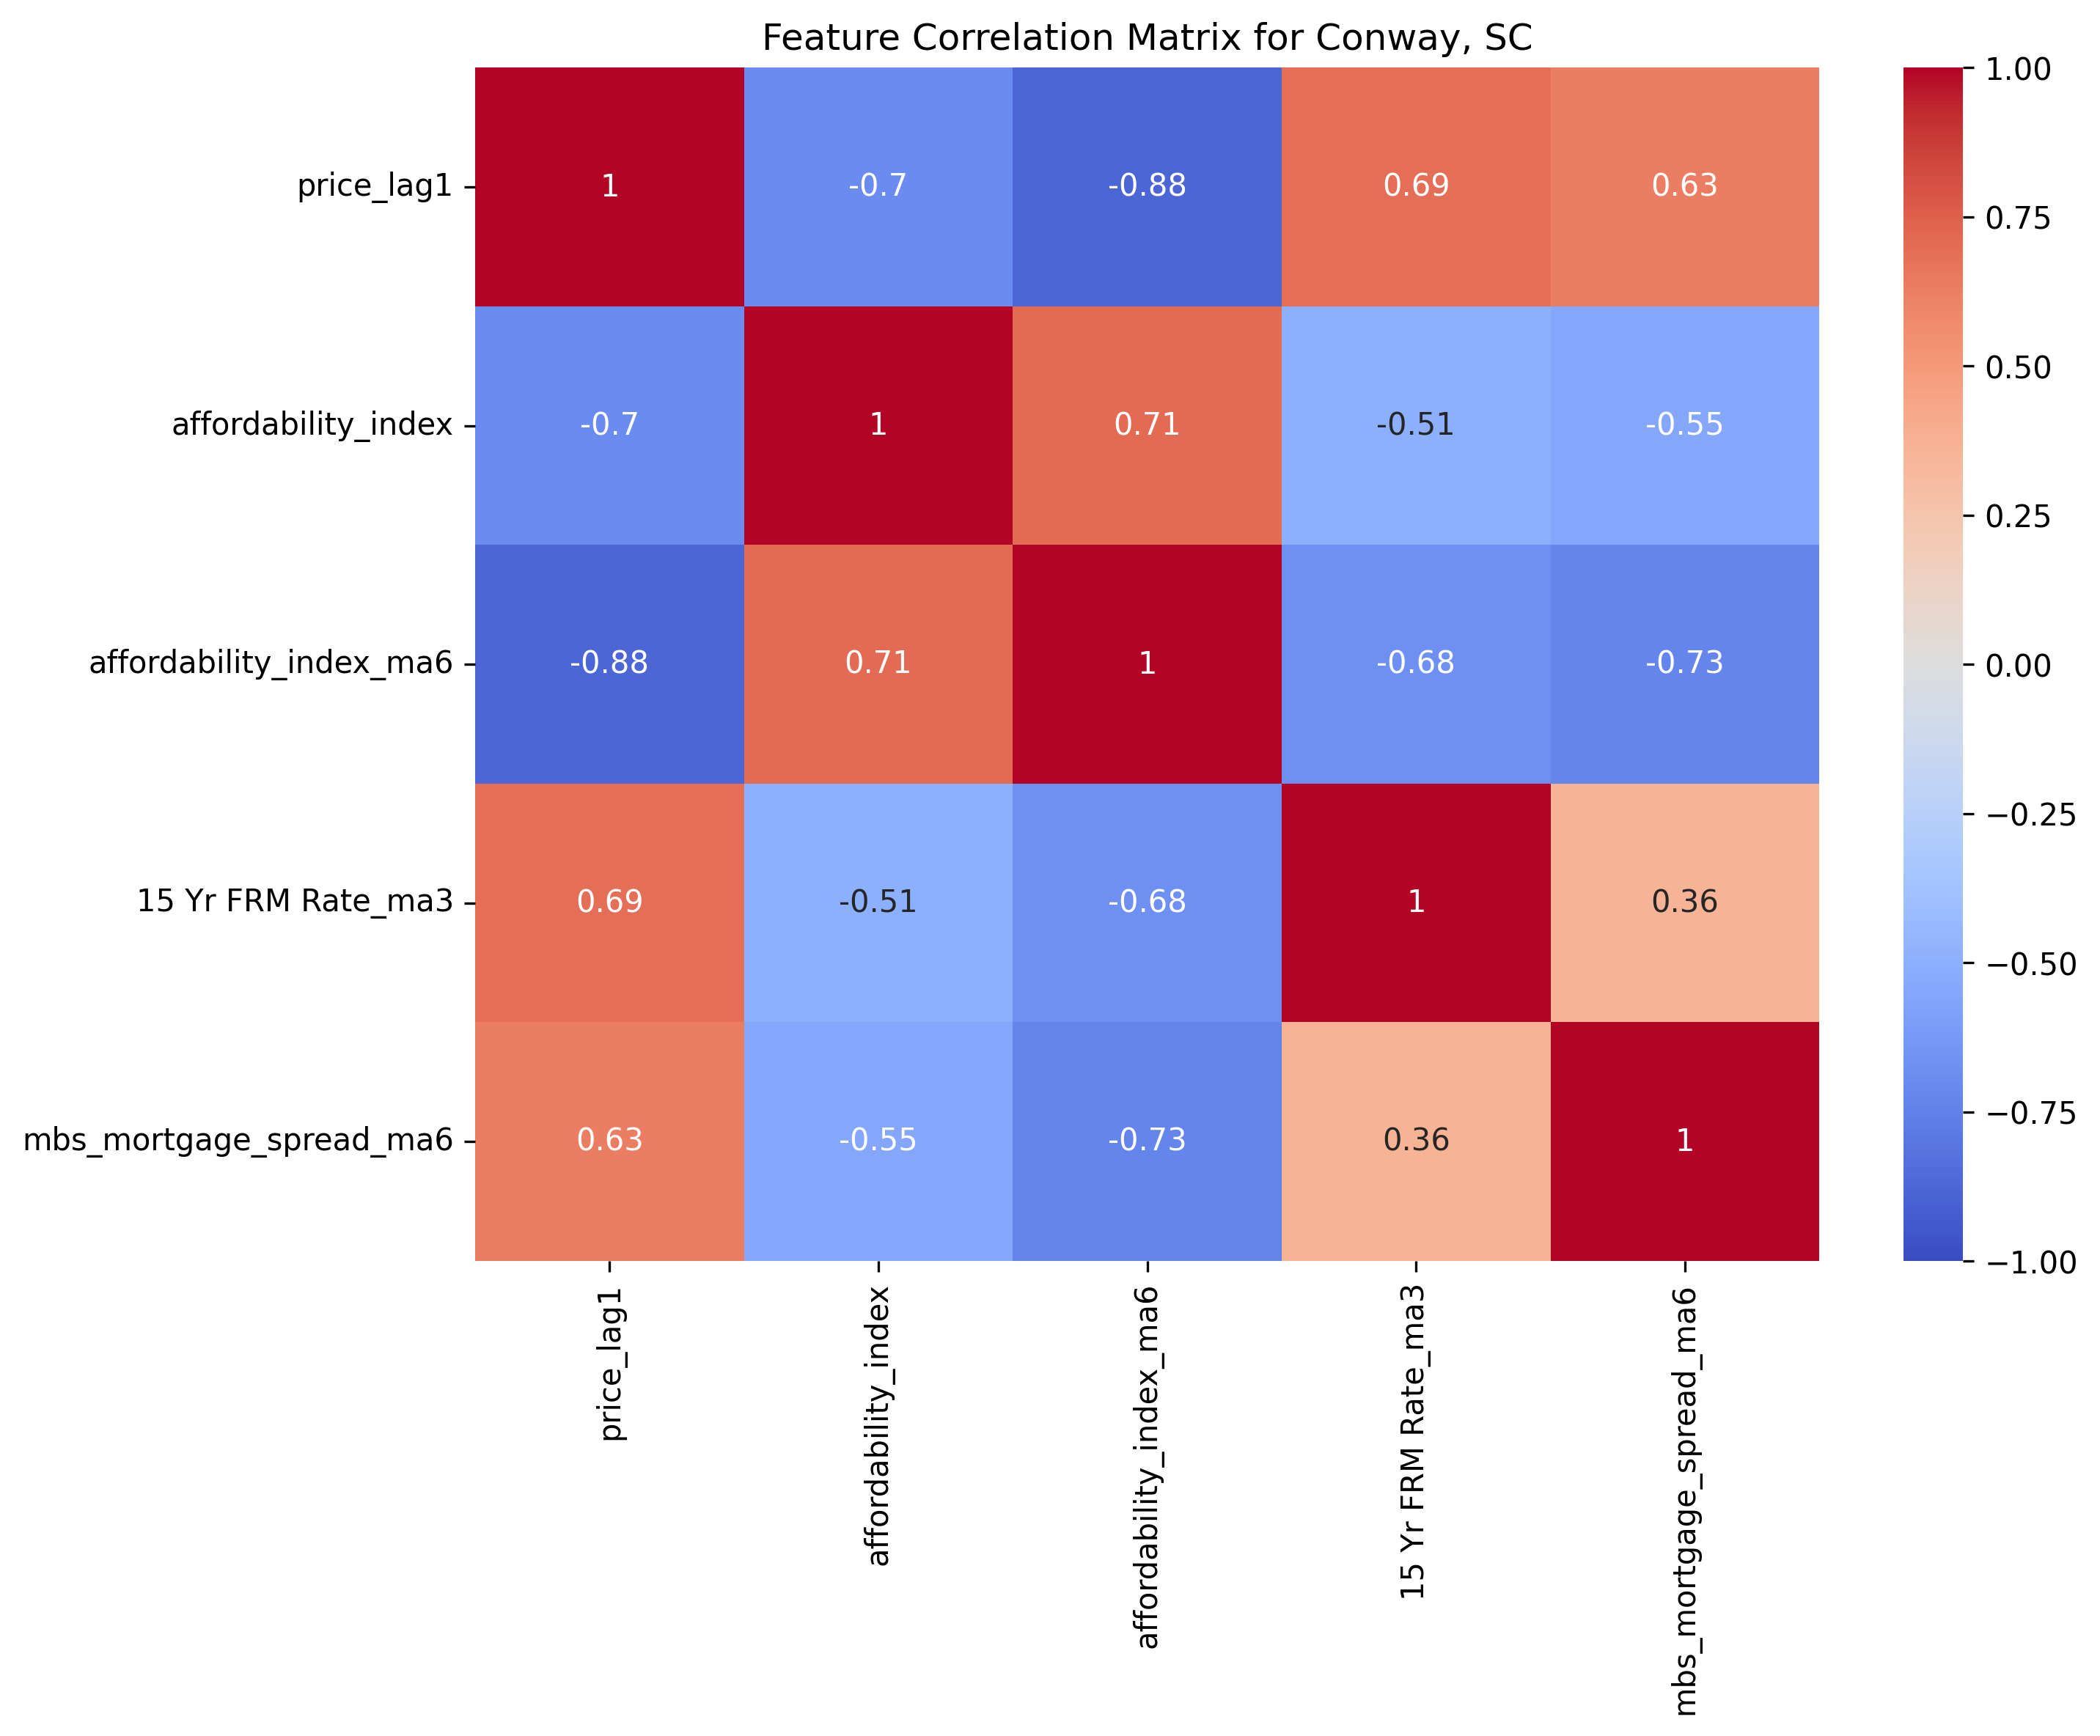 Feature Correlation Matrix for Conway, SC
price_lag1 1 -0.7 -0.88 0.69 0.63
affordability_index -0.7 1 0.71 -0.51 -0.55
affordability_index_ma6 -0.88 0.71 1 -0.68 -0.73
15 Yr FRM Rate_ma3 0.69 -0.51 -0.68 1 0.36
mbs_mortgage_spread_ma6 0.63 -0.55 -0.73 0.36 1
price_lag1
affordability_index
affordability_index_ma6
15 Yr FRM Rate_ma3
mbs_mortgage_spread_ma6
1.00
0.75
0.50
0.25
0.00
−0.25
−0.50
−0.75
−1.00